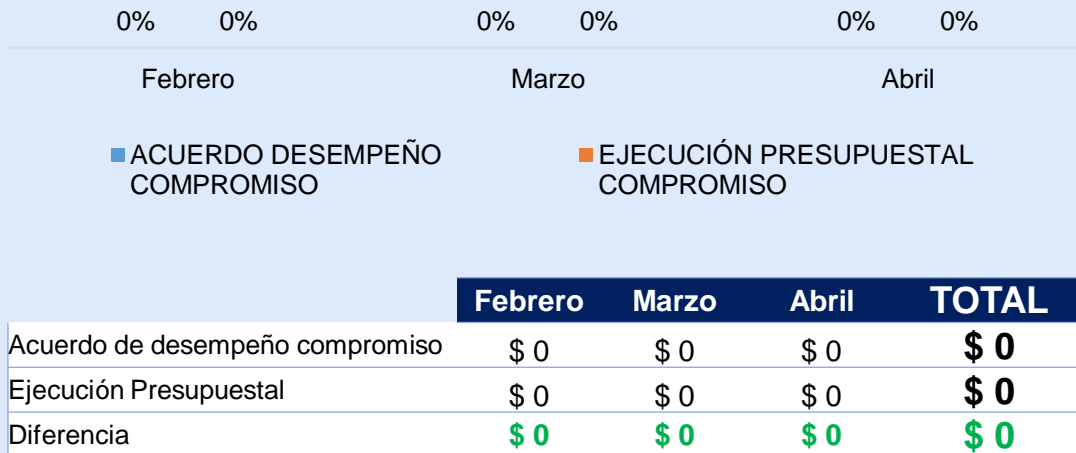 0% 0% 0% 0% 0% 0%
Febrero Marzo Abril
ACUERDO DESEMPEÑO COMPROMISO
EJECUCIÓN PRESUPUESTAL COMPROMISO
Febrero Marzo Abril TOTAL
Acuerdo de desempeño compromiso $ 0 $ 0 $ 0 $ 0
Ejecución Presupuestal $ 0 $ 0 $ 0 $ 0
Diferencia $ 0 $ 0 $ 0 $ 0